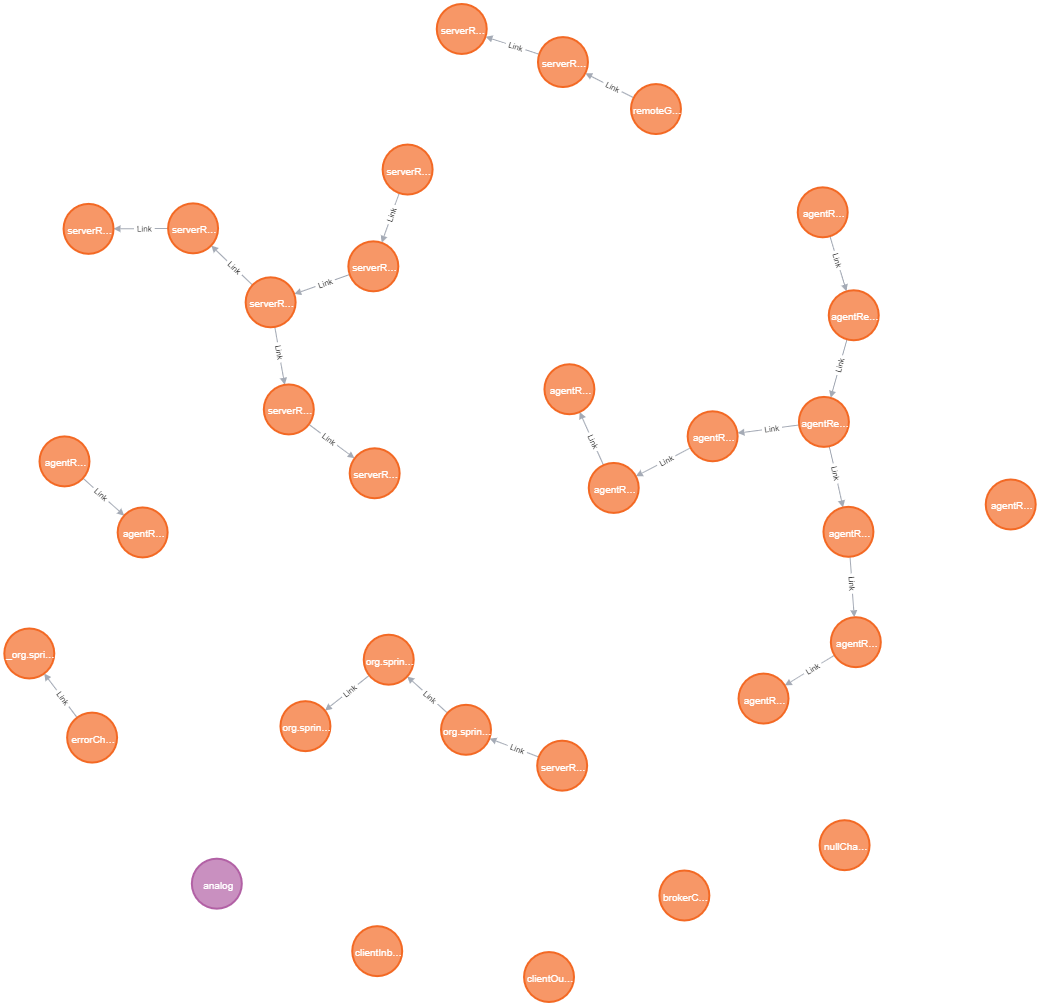 serverR...
Link
serverR...
Link
remoteG...
serverR...
Link
serverR...
Link
serverR...
Link
serverR...
Link
serverR...
Link
serverR...
Link
serverR...
agentR...
Link
agentRe...
Link
agentRe...
Link
agentR...
Link
agentR...
Link
agentR...
Link
agentR...
Link
agentR...
Link
agentR...
agentR...
agentR...
Link
agentR...
_org.spri...
Link
errorCh...
org.sprin...
Link
org.sprin...
Link
org.sprin...
Link
serverR...
nullCha...
analog
brokerC...
clientInb...
clientOu...